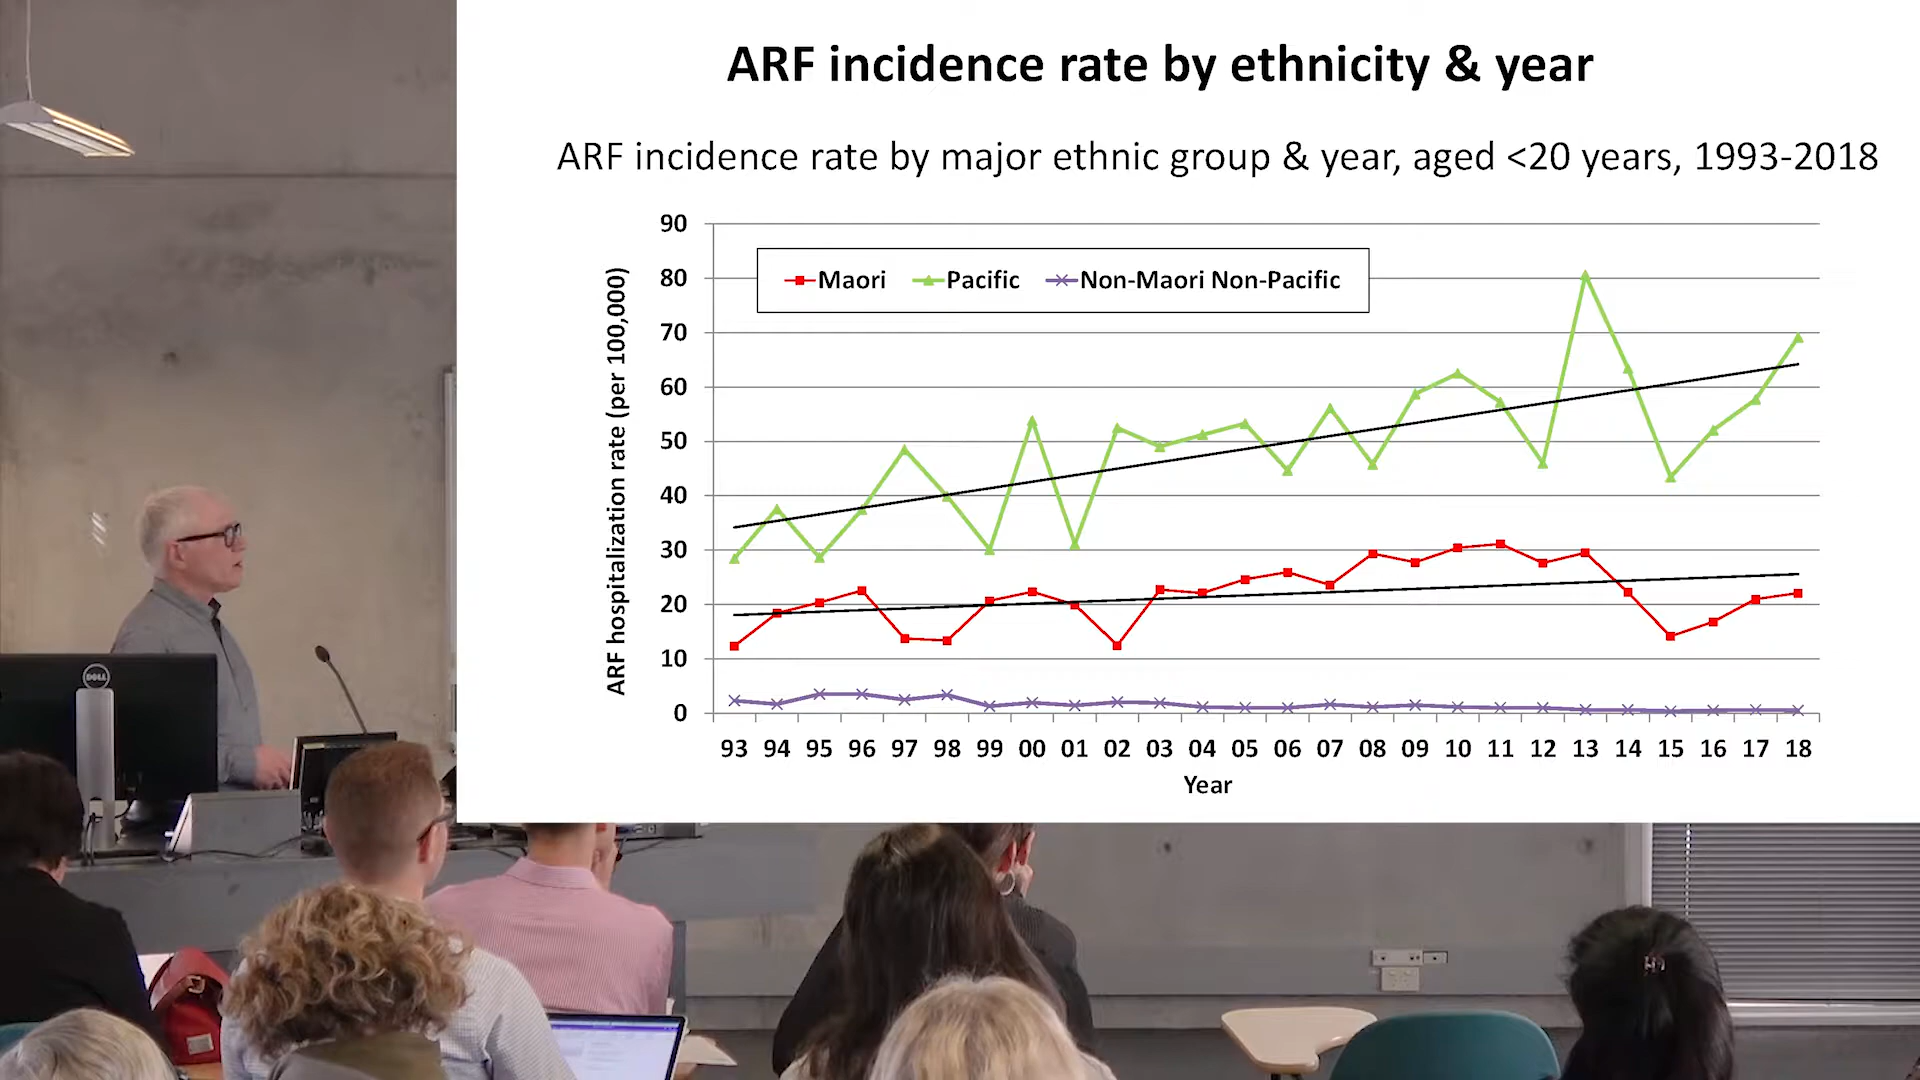 ARF incidence rate by ethnicity & year
ARF incidence rate by major ethnic group & year, aged <20 years, 1993-2018
90
80
70
60
50
40
30
20
10
0
ARF hospitalization rate (per 100,000)
Maori Pacific Non-Maori Non-Pacific
93 94 95 96 97 98 99 00 01 02 03 04 05 06 07 08 09 10 11 12 13 14 15 16 17 18
Year
DELL